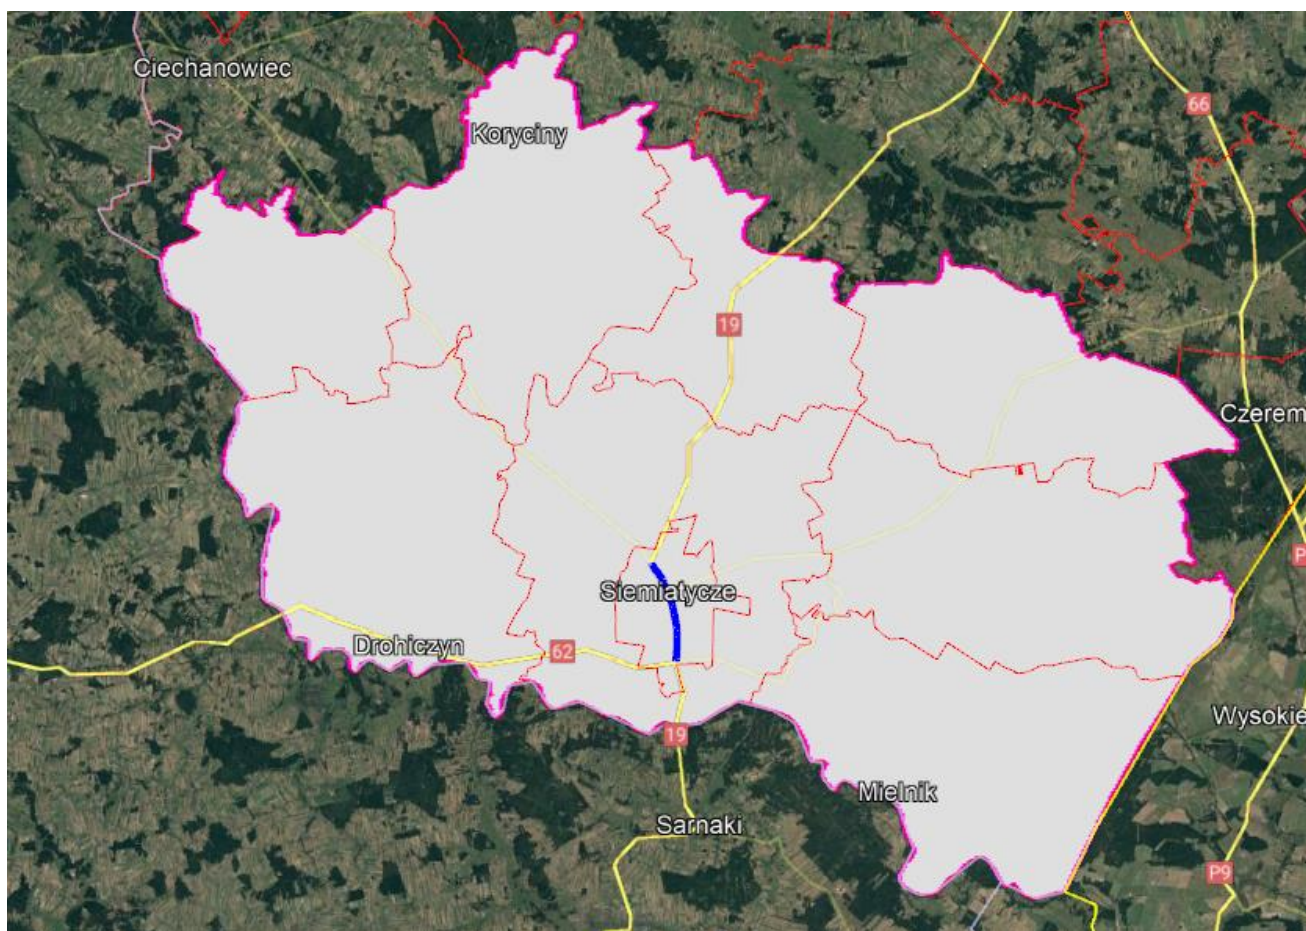 Ciechanowiec
66
Koryciny
19
Czerem
P
Siemiatycze
Drohiczyn
62
Wysokie
19
Mielnik
Sarnaki
P9